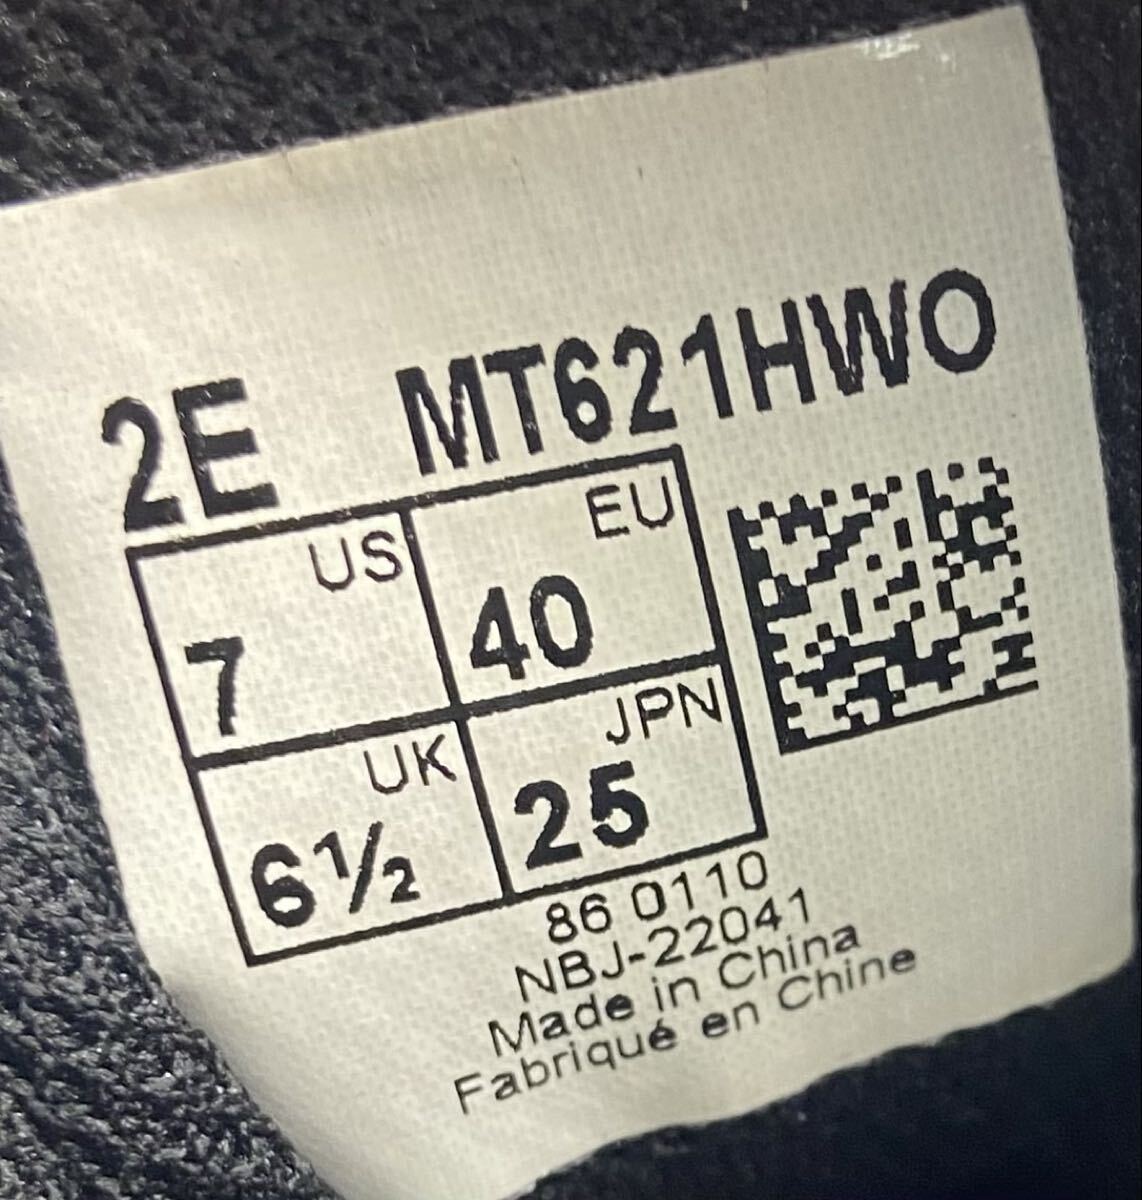 2E MT621HWO
US EU
7 40
UK JPN
6½ 25
86 0110
NBJ-22041
Made in China
Fabriqué en Chine